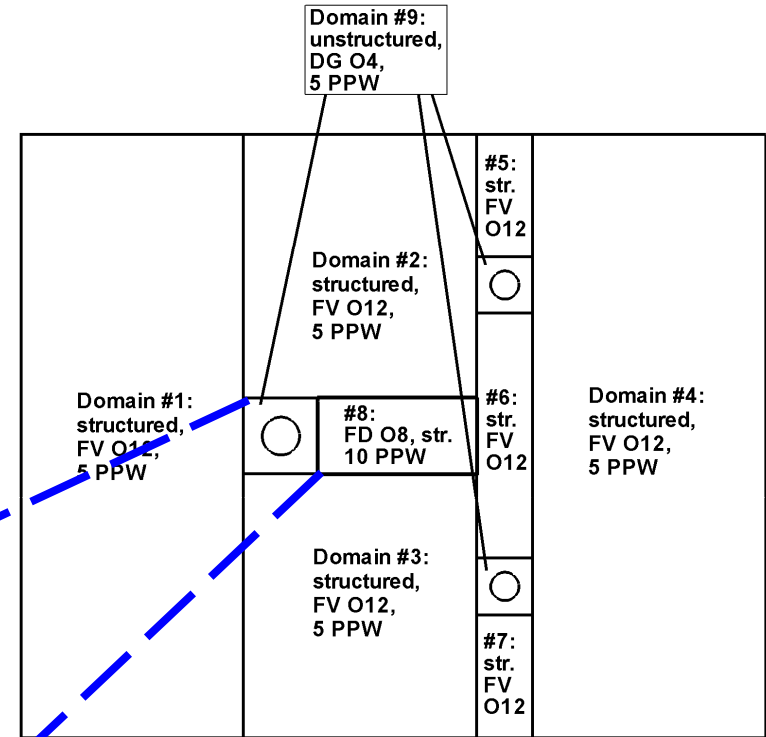 Domain #9:
unstructured,
DG O4,
5 PPW
#5:
str.
FV
O12
Domain #2:
structured,
FV O12,
5 PPW
Domain #1:
structured,
FV O12,
5 PPW
#8:
FD O8, str.
10 PPW
#6:
str.
FV
O12
Domain #4:
structured,
FV O12,
5 PPW
Domain #3:
structured,
FV O12,
5 PPW
#7:
str.
FV
O12